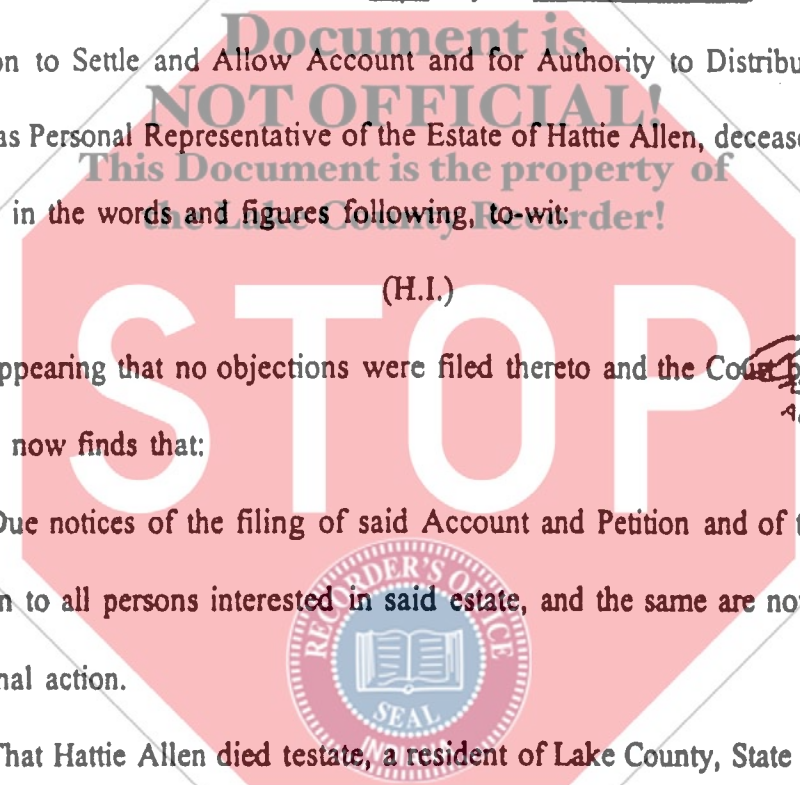 Document is
on to Settle and Allow Account and for Authority to Distribu
NOT OFFICIAL!
as Personal Representative of the Estate of Hattie Allen, decease
This Document is the property of
in the words and figures following, to-wit:
the Lake County Recorder!
(H.I.)
STOP
ppearing that no objections were filed thereto and the Court
now finds that:
Due notices of the filing of said Account and Petition and of t
n to all persons interested in said estate, and the same are no
nal action.
RECORDER'S OFFICE
SEAL
INDIANA
That Hattie Allen died testate, a resident of Lake County, State